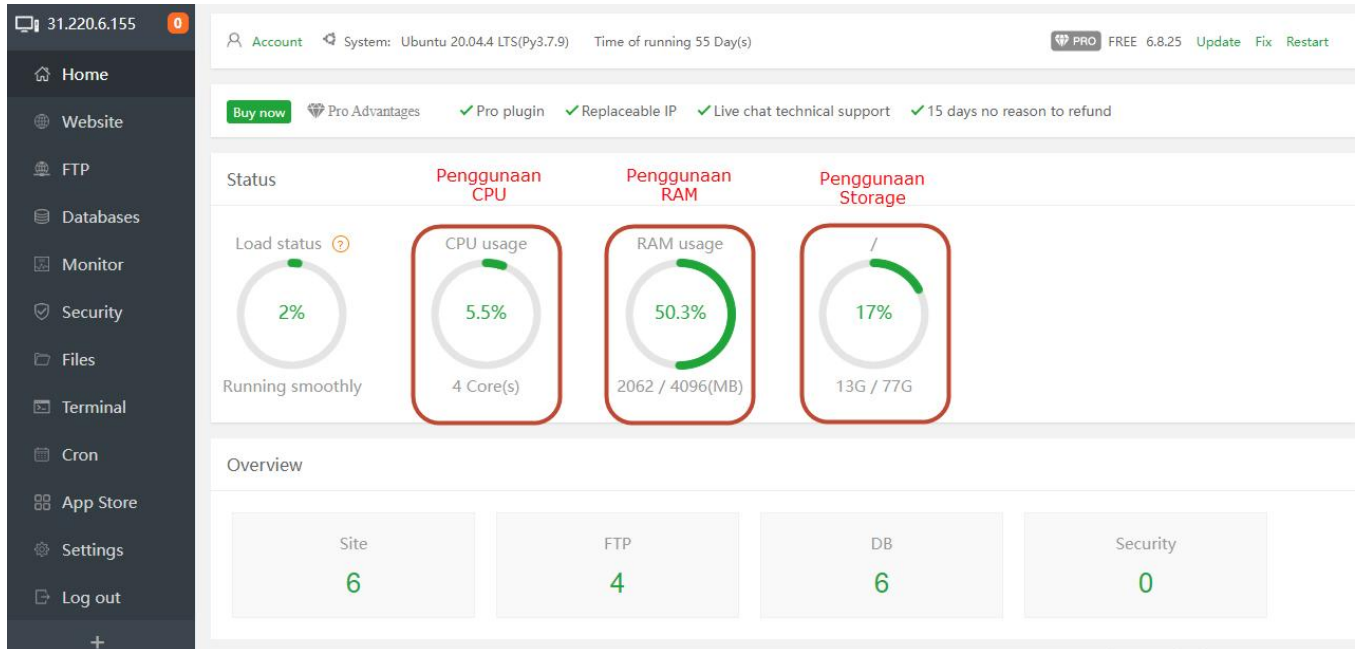 31.220.6.155 0
Home
Website
FTP
Databases
Monitor
Security
Files
Terminal
Cron
App Store
Settings
Log out
+
Account System: Ubuntu 20.04.4 LTS(Py3.7.9) Time of running 55 Day(s) PRO FREE 6.8.25 Update Fix Restart
Buy now Pro Advantages Pro plugin Replaceable IP Live chat technical support 15 days no reason to refund
Status
Penggunaan
CPU
Penggunaan
RAM
Penggunaan
Storage
Load status ?
2%
Running smoothly
CPU usage
5.5%
4 Core(s)
RAM usage
50.3%
2062 / 4096(MB)
/
17%
13G / 77G
Overview
Site
6
FTP
4
DB
6
Security
0